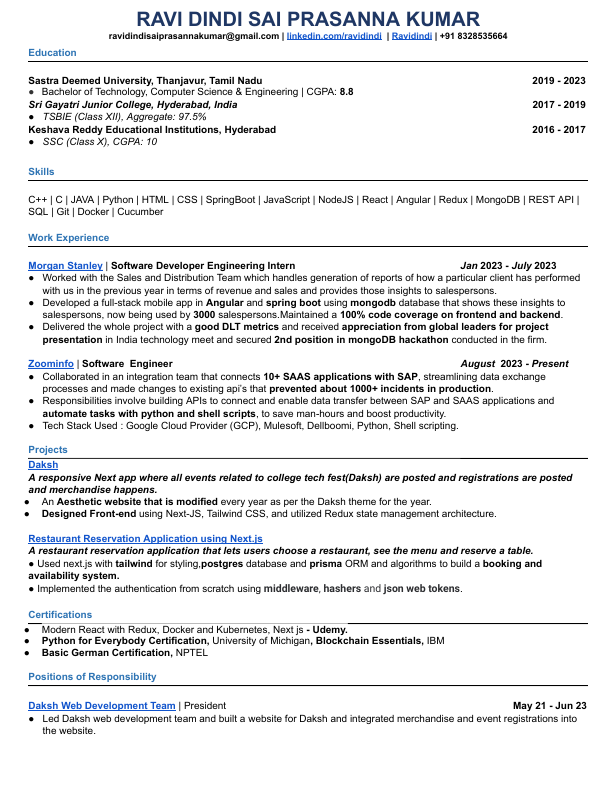 RAVI DINDI SAI PRASANNA KUMAR
ravidindisaiprasannakumar@gmail.com | linkedin.com/ravidindi | Ravidindi | +91 8328535664
Education
Sastra Deemed University, Thanjavur, Tamil Nadu 2019 - 2023
● Bachelor of Technology, Computer Science & Engineering | CGPA: 8.8
Sri Gayatri Junior College, Hyderabad, India 2017 - 2019
● TSBIE (Class XII), Aggregate: 97.5%
Keshava Reddy Educational Institutions, Hyderabad 2016 - 2017
● SSC (Class X), CGPA: 10
Skills
C++ | C | JAVA | Python | HTML | CSS | SpringBoot | JavaScript | NodeJS | React | Angular | Redux | MongoDB | REST API |
SQL | Git | Docker | Cucumber
Work Experience
Morgan Stanley | Software Developer Engineering Intern Jan 2023 - July 2023
● Worked with the Sales and Distribution Team which handles generation of reports of how a particular client has performed
with us in the previous year in terms of revenue and sales and provides those insights to salespersons.
● Developed a full-stack mobile app in Angular and spring boot using mongodb database that shows these insights to
salespersons, now being used by 3000 salespersons.Maintained a 100% code coverage on frontend and backend.
● Delivered the whole project with a good DLT metrics and received appreciation from global leaders for project
presentation in India technology meet and secured 2nd position in mongoDB hackathon conducted in the firm.
Zoominfo | Software Engineer August 2023 - Present
● Collaborated in an integration team that connects 10+ SAAS applications with SAP, streamlining data exchange
processes and made changes to existing api's that prevented about 1000+ incidents in production.
● Responsibilities involve building APIs to connect and enable data transfer between SAP and SAAS applications and
automate tasks with python and shell scripts, to save man-hours and boost productivity.
● Tech Stack Used : Google Cloud Provider (GCP), Mulesoft, Dellboomi, Python, Shell scripting.
Projects
Daksh
A responsive Next app where all events related to college tech fest(Daksh) are posted and registrations are posted
and merchandise happens.
● An Aesthetic website that is modified every year as per the Daksh theme for the year.
● Designed Front-end using Next-JS, Tailwind CSS, and utilized Redux state management architecture.
Restaurant Reservation Application using Next.js
A restaurant reservation application that lets users choose a restaurant, see the menu and reserve a table.
● Used next.js with tailwind for styling,postgres database and prisma ORM and algorithms to build a booking and
availability system.
● Implemented the authentication from scratch using middleware, hashers and json web tokens.
Certifications
● Modern React with Redux, Docker and Kubernetes, Next js - Udemy.
● Python for Everybody Certification, University of Michigan, Blockchain Essentials, IBM
● Basic German Certification, NPTEL
Positions of Responsibility
Daksh Web Development Team | President May 21 - Jun 23
● Led Daksh web development team and built a website for Daksh and integrated merchandise and event registrations into
the website.